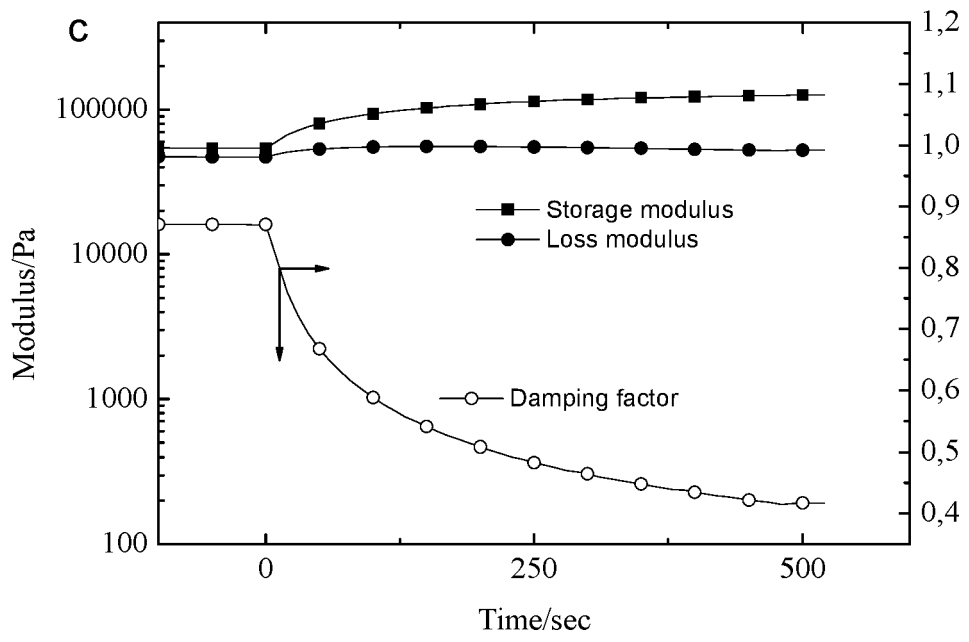 C
1,2
100000
1,1
1,0
Storage modulus
0,9
Loss modulus
10000
0,8
Modulus/Pa
0,7
1000
Damping factor
0,6
0,5
0,4
100
0
250
500
Time/sec